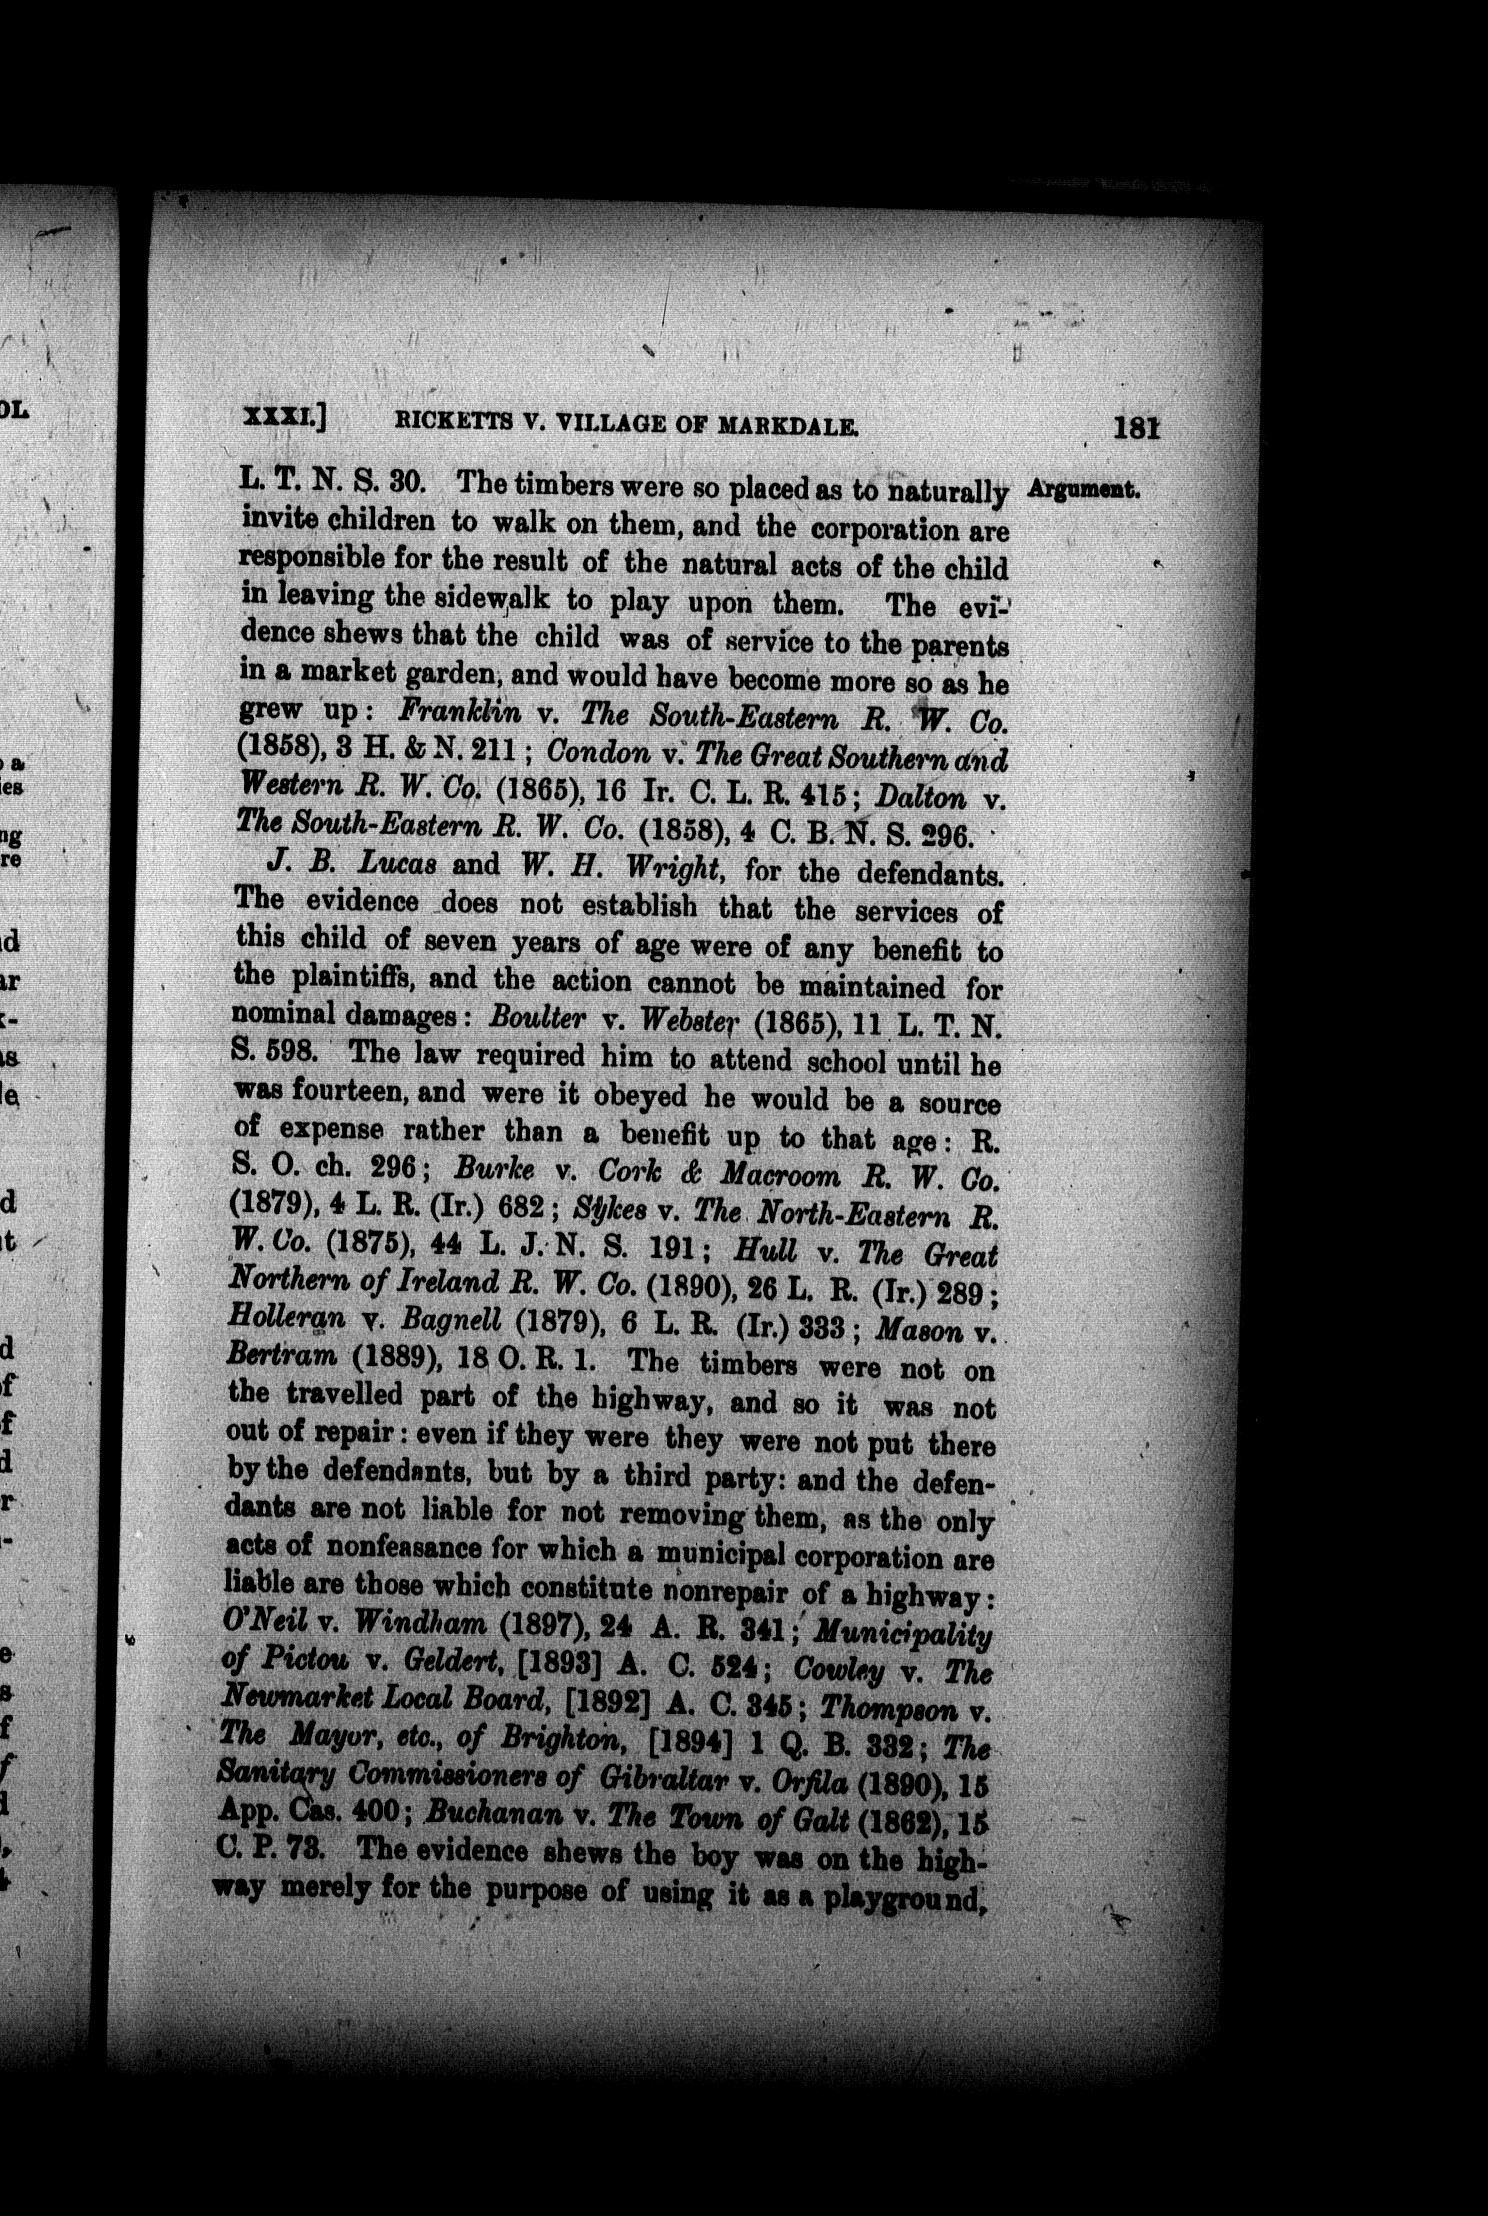 XXXI.] RICKETTS V. VILLAGE OF MARKDALE. 181
L. T. N. S. 30. The timbers were so placed as to naturally Argument.
invite children to walk on them, and the corporation are
responsible for the result of the natural acts of the child
in leaving the sidewalk to play upon them. The evi-
dence shews that the child was of service to the parents
in a market garden, and would have become more so as he
grew up: Franklin v. The South-Eastern R. W. Co.
(1858), 3 H. & N. 211; Condon v. The Great Southern and
Western R. W. Co. (1865), 16 Ir. C. L. R. 415; Dalton v.
The South-Eastern R. W. Co. (1858), 4 C. B. N. S. 296.
J. B. Lucas and W. H. Wright, for the defendants.
The evidence does not establish that the services of
this child of seven years of age were of any benefit to
the plaintiffs, and the action cannot be maintained for
nominal damages: Boulter v. Webster (1865), 11 L. T. N.
S. 598. The law required him to attend school until he
was fourteen, and were it obeyed he would be a source
of expense rather than a benefit up to that age: R.
S. O. ch. 296; Burke v. Cork & Macroom R. W. Co.
(1879), 4 L. R. (Ir.) 682; Sykes v. The North-Eastern R.
W. Co. (1875), 44 L. J. N. S. 191; Hull v. The Great
Northern of Ireland R. W. Co. (1890), 26 L. R. (Ir.) 289;
Holleran v. Bagnell (1879), 6 L. R. (Ir.) 333; Mason v.
Bertram (1889), 18 O. R. 1. The timbers were not on
the travelled part of the highway, and so it was not
out of repair: even if they were they were not put there
by the defendants, but by a third party: and the defen-
dants are not liable for not removing them, as the only
acts of nonfeasance for which a municipal corporation are
liable are those which constitute nonrepair of a highway:
O'Neil v. Windham (1897), 24 A. R. 341; Municipality
of Pictou v. Geldert, [1893] A. C. 524; Cowley v. The
Newmarket Local Board, [1892] A. C. 345; Thompson v.
The Mayor, etc., of Brighton, [1894] 1 Q. B. 332; The
Sanitary Commissioners of Gibraltar v. Orfila (1890), 15
App. Cas. 400; Buchanan v. The Town of Galt (1862), 15
C. P. 73. The evidence shews the boy was on the high-
way merely for the purpose of using it as a playground,